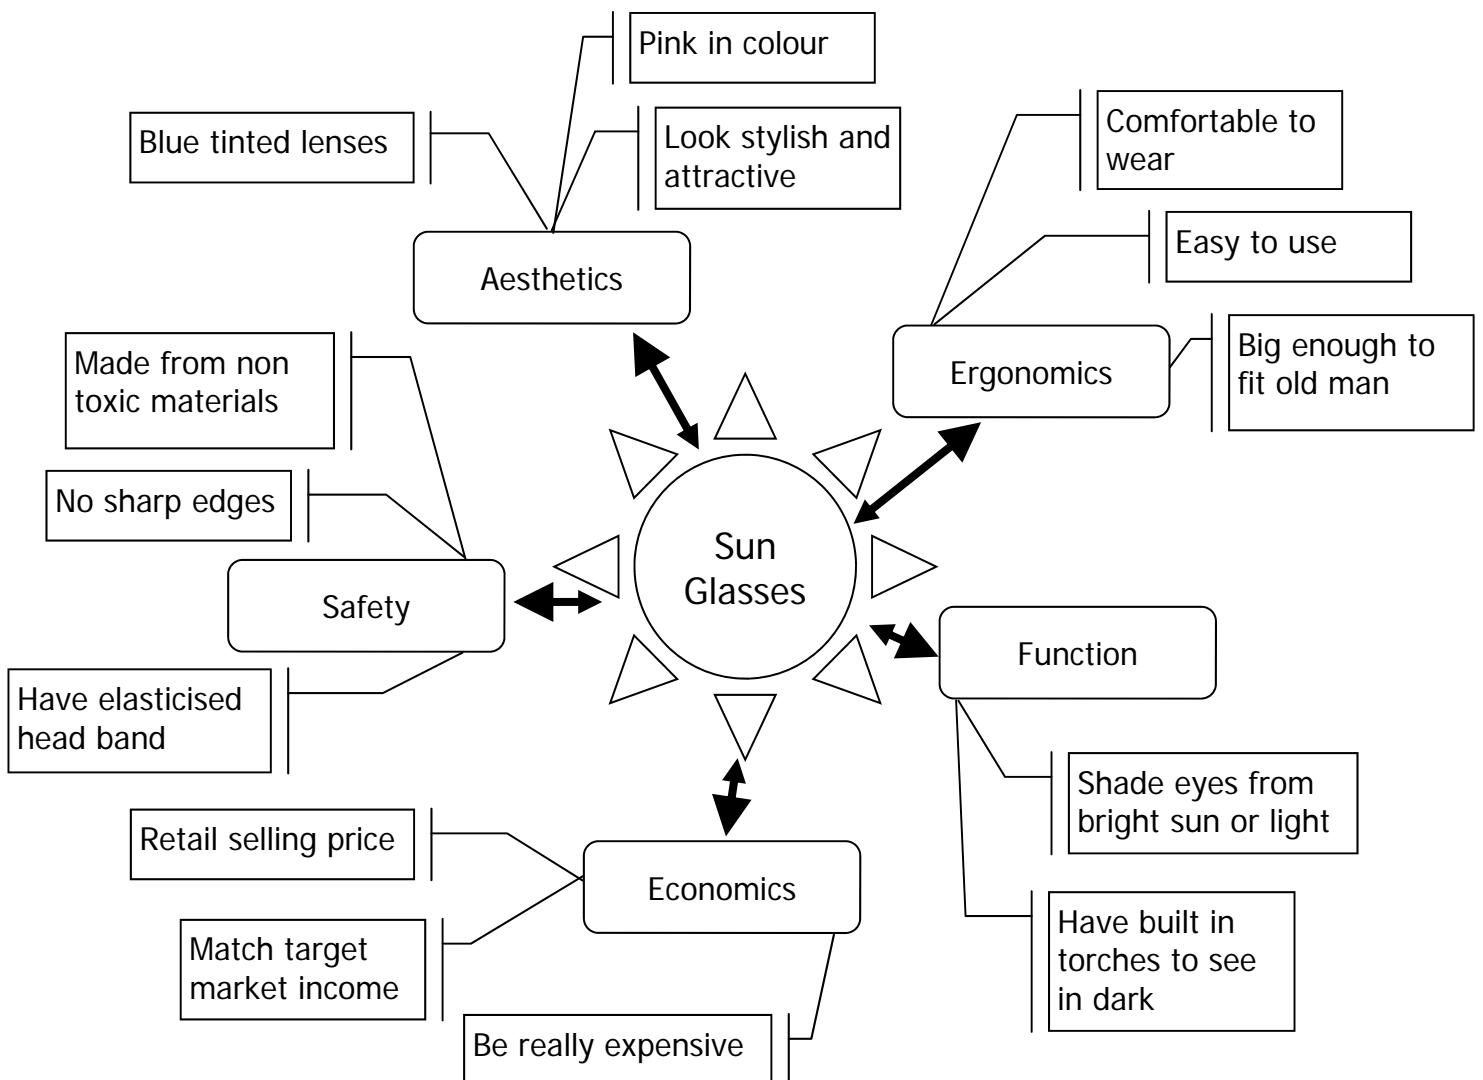 Pink in colour
Blue tinted lenses
Look stylish and
attractive
Aesthetics
Comfortable to
wear
Easy to use
Big enough to
fit old man
Ergonomics
Made from non
toxic materials
No sharp edges
Safety
Have elasticised
head band
Sun
Glasses
Function
Shade eyes from
bright sun or light
Have built in
torches to see
in dark
Retail selling price
Economics
Match target
market income
Be really expensive